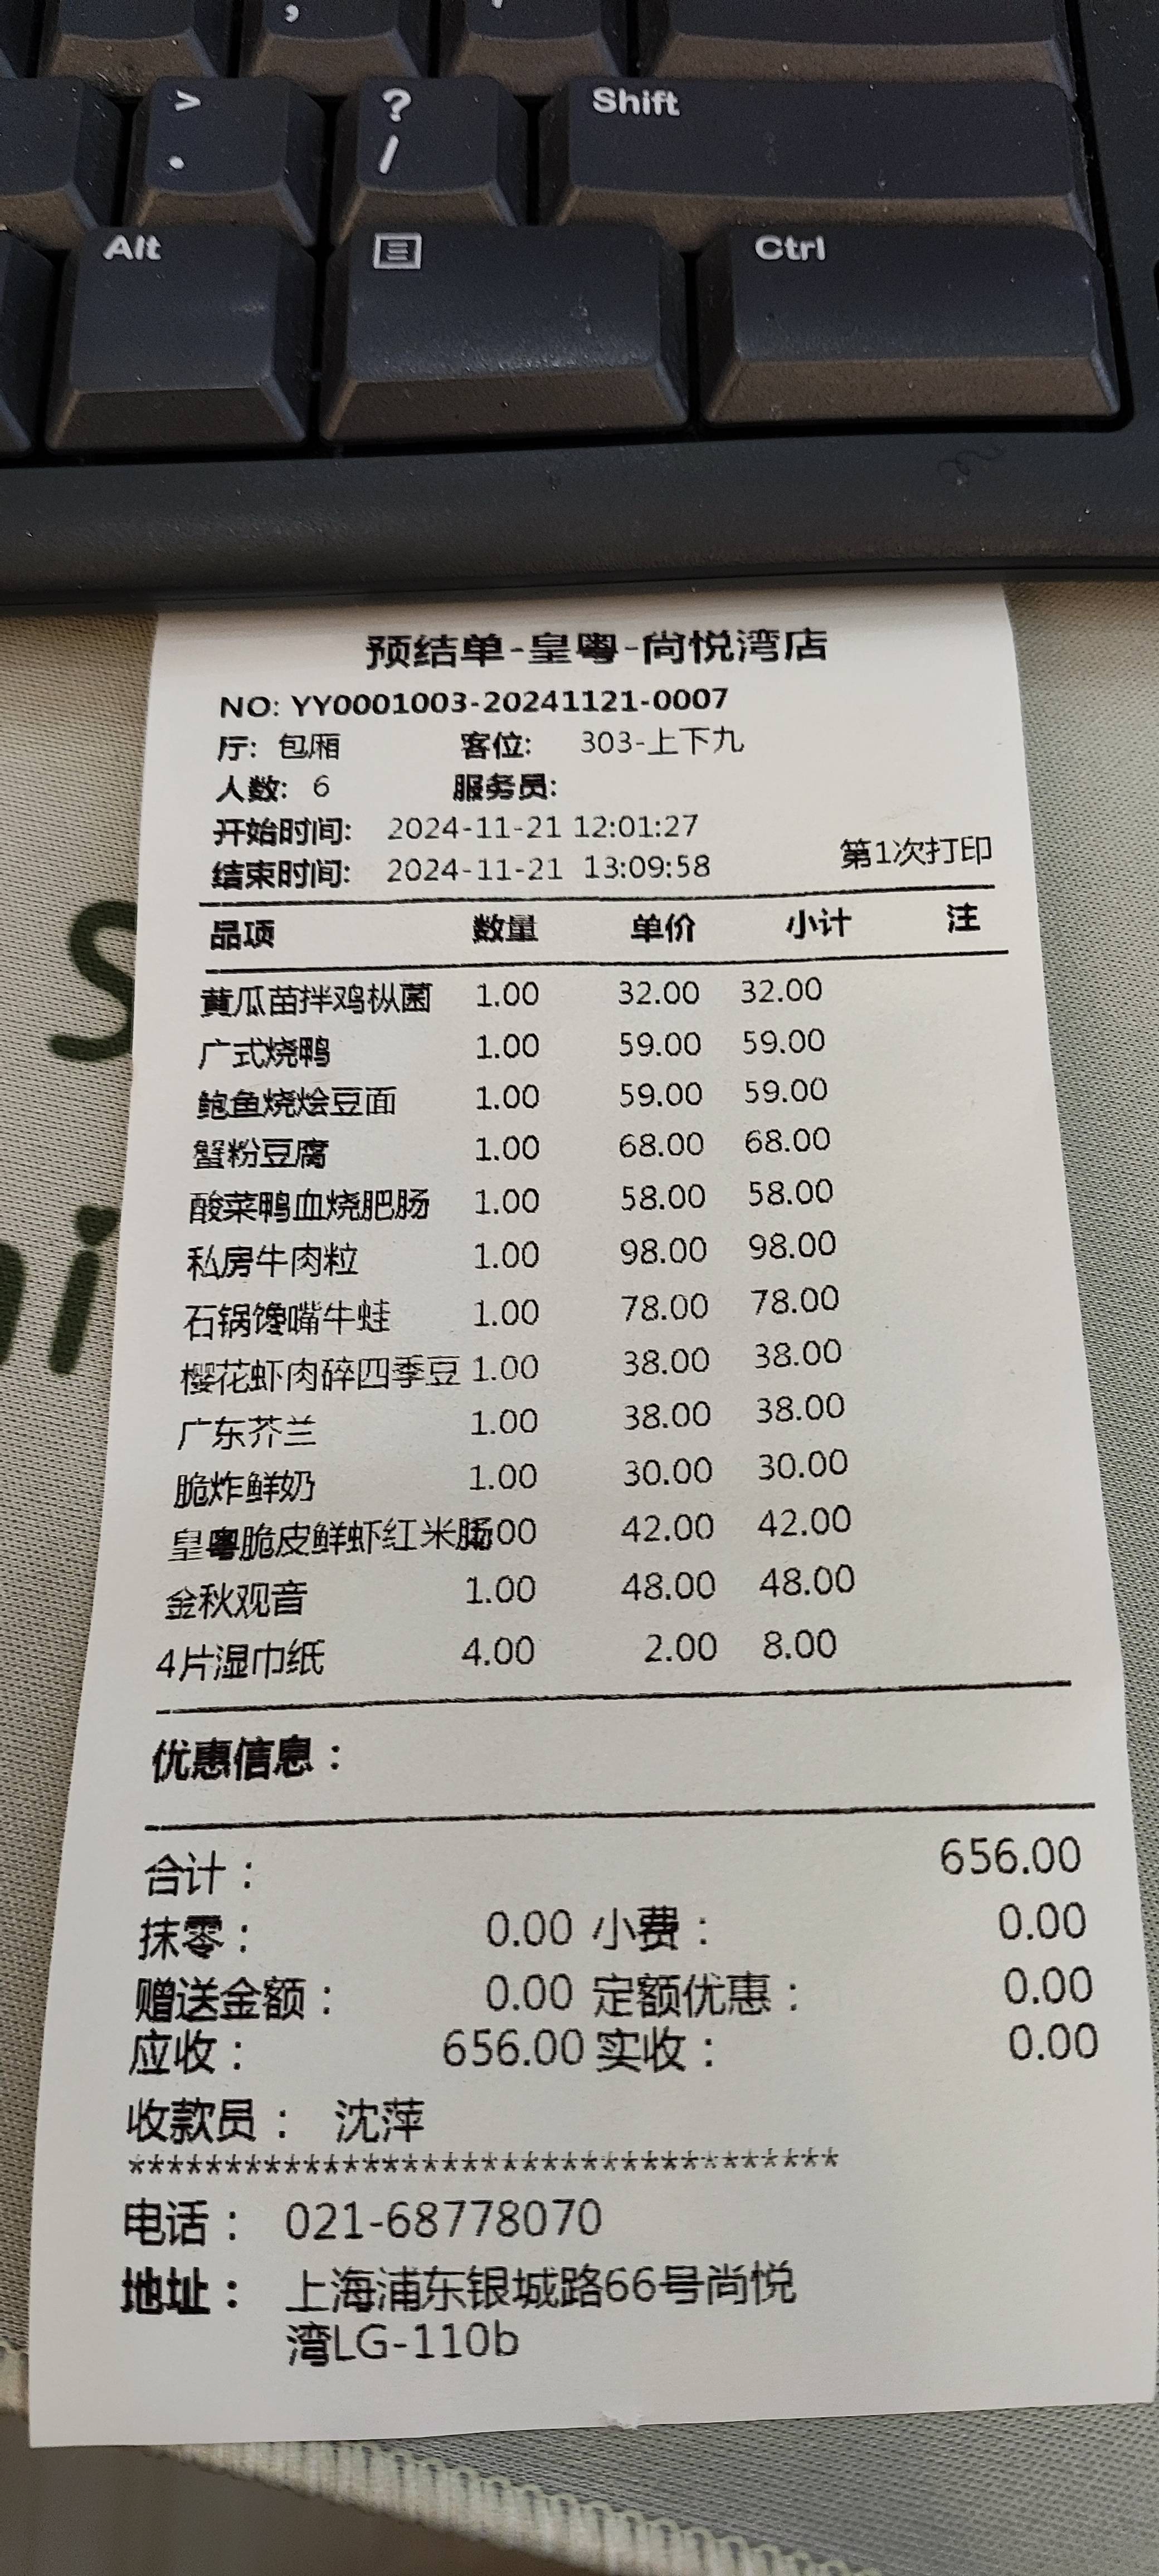 ;
> ? Shift
. /
Alt Ctrl
预结单-皇粤-尚悦湾店
NO: YY0001003-20241121-0007
厅: 包厢 客位: 303-上下九
人数: 6 服务员:
开始时间: 2024-11-21 12:01:27
结束时间: 2024-11-21 13:09:58 第1次打印
品项 数量 单价 小计 注
黄瓜苗拌鸡枞菌 1.00 32.00 32.00
广式烧鸭 1.00 59.00 59.00
鲍鱼烧烩豆面 1.00 59.00 59.00
蟹粉豆腐 1.00 68.00 68.00
酸菜鸭血烧肥肠 1.00 58.00 58.00
私房牛肉粒 1.00 98.00 98.00
石锅馋嘴牛蛙 1.00 78.00 78.00
樱花虾肉碎四季豆 1.00 38.00 38.00
广东芥兰 1.00 38.00 38.00
脆炸鲜奶 1.00 30.00 30.00
皇粤脆皮鲜虾红米肠 1.00 42.00 42.00
金秋观音 1.00 48.00 48.00
4片湿巾纸 4.00 2.00 8.00
优惠信息：
合计： 656.00
抹零： 0.00 小费： 0.00
赠送金额： 0.00 定额优惠： 0.00
应收： 656.00 实收： 0.00
收款员： 沈萍
*************************************
电话： 021-68778070
地址： 上海浦东银城路66号尚悦
湾LG-110b